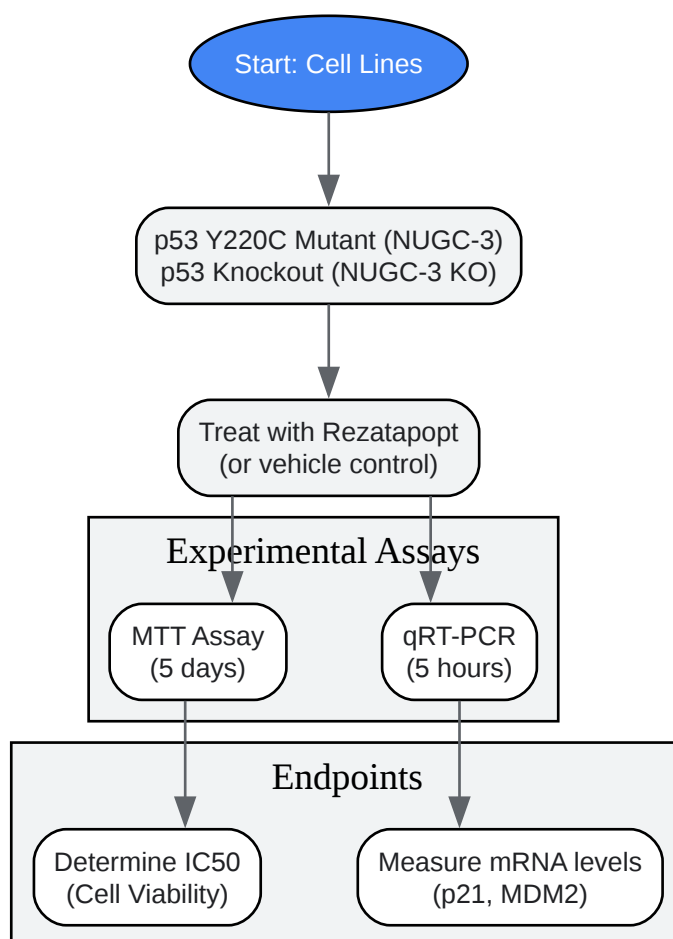 Start: Cell Lines
p53 Y220C Mutant (NUGC-3)
p53 Knockout (NUGC-3 KO)
Treat with Rezatapopt
(or vehicle control)
Experimental Assays
MTT Assay
(5 days)
qRT-PCR
(5 hours)
Endpoints
Determine IC50
(Cell Viability)
Measure mRNA levels
(p21, MDM2)